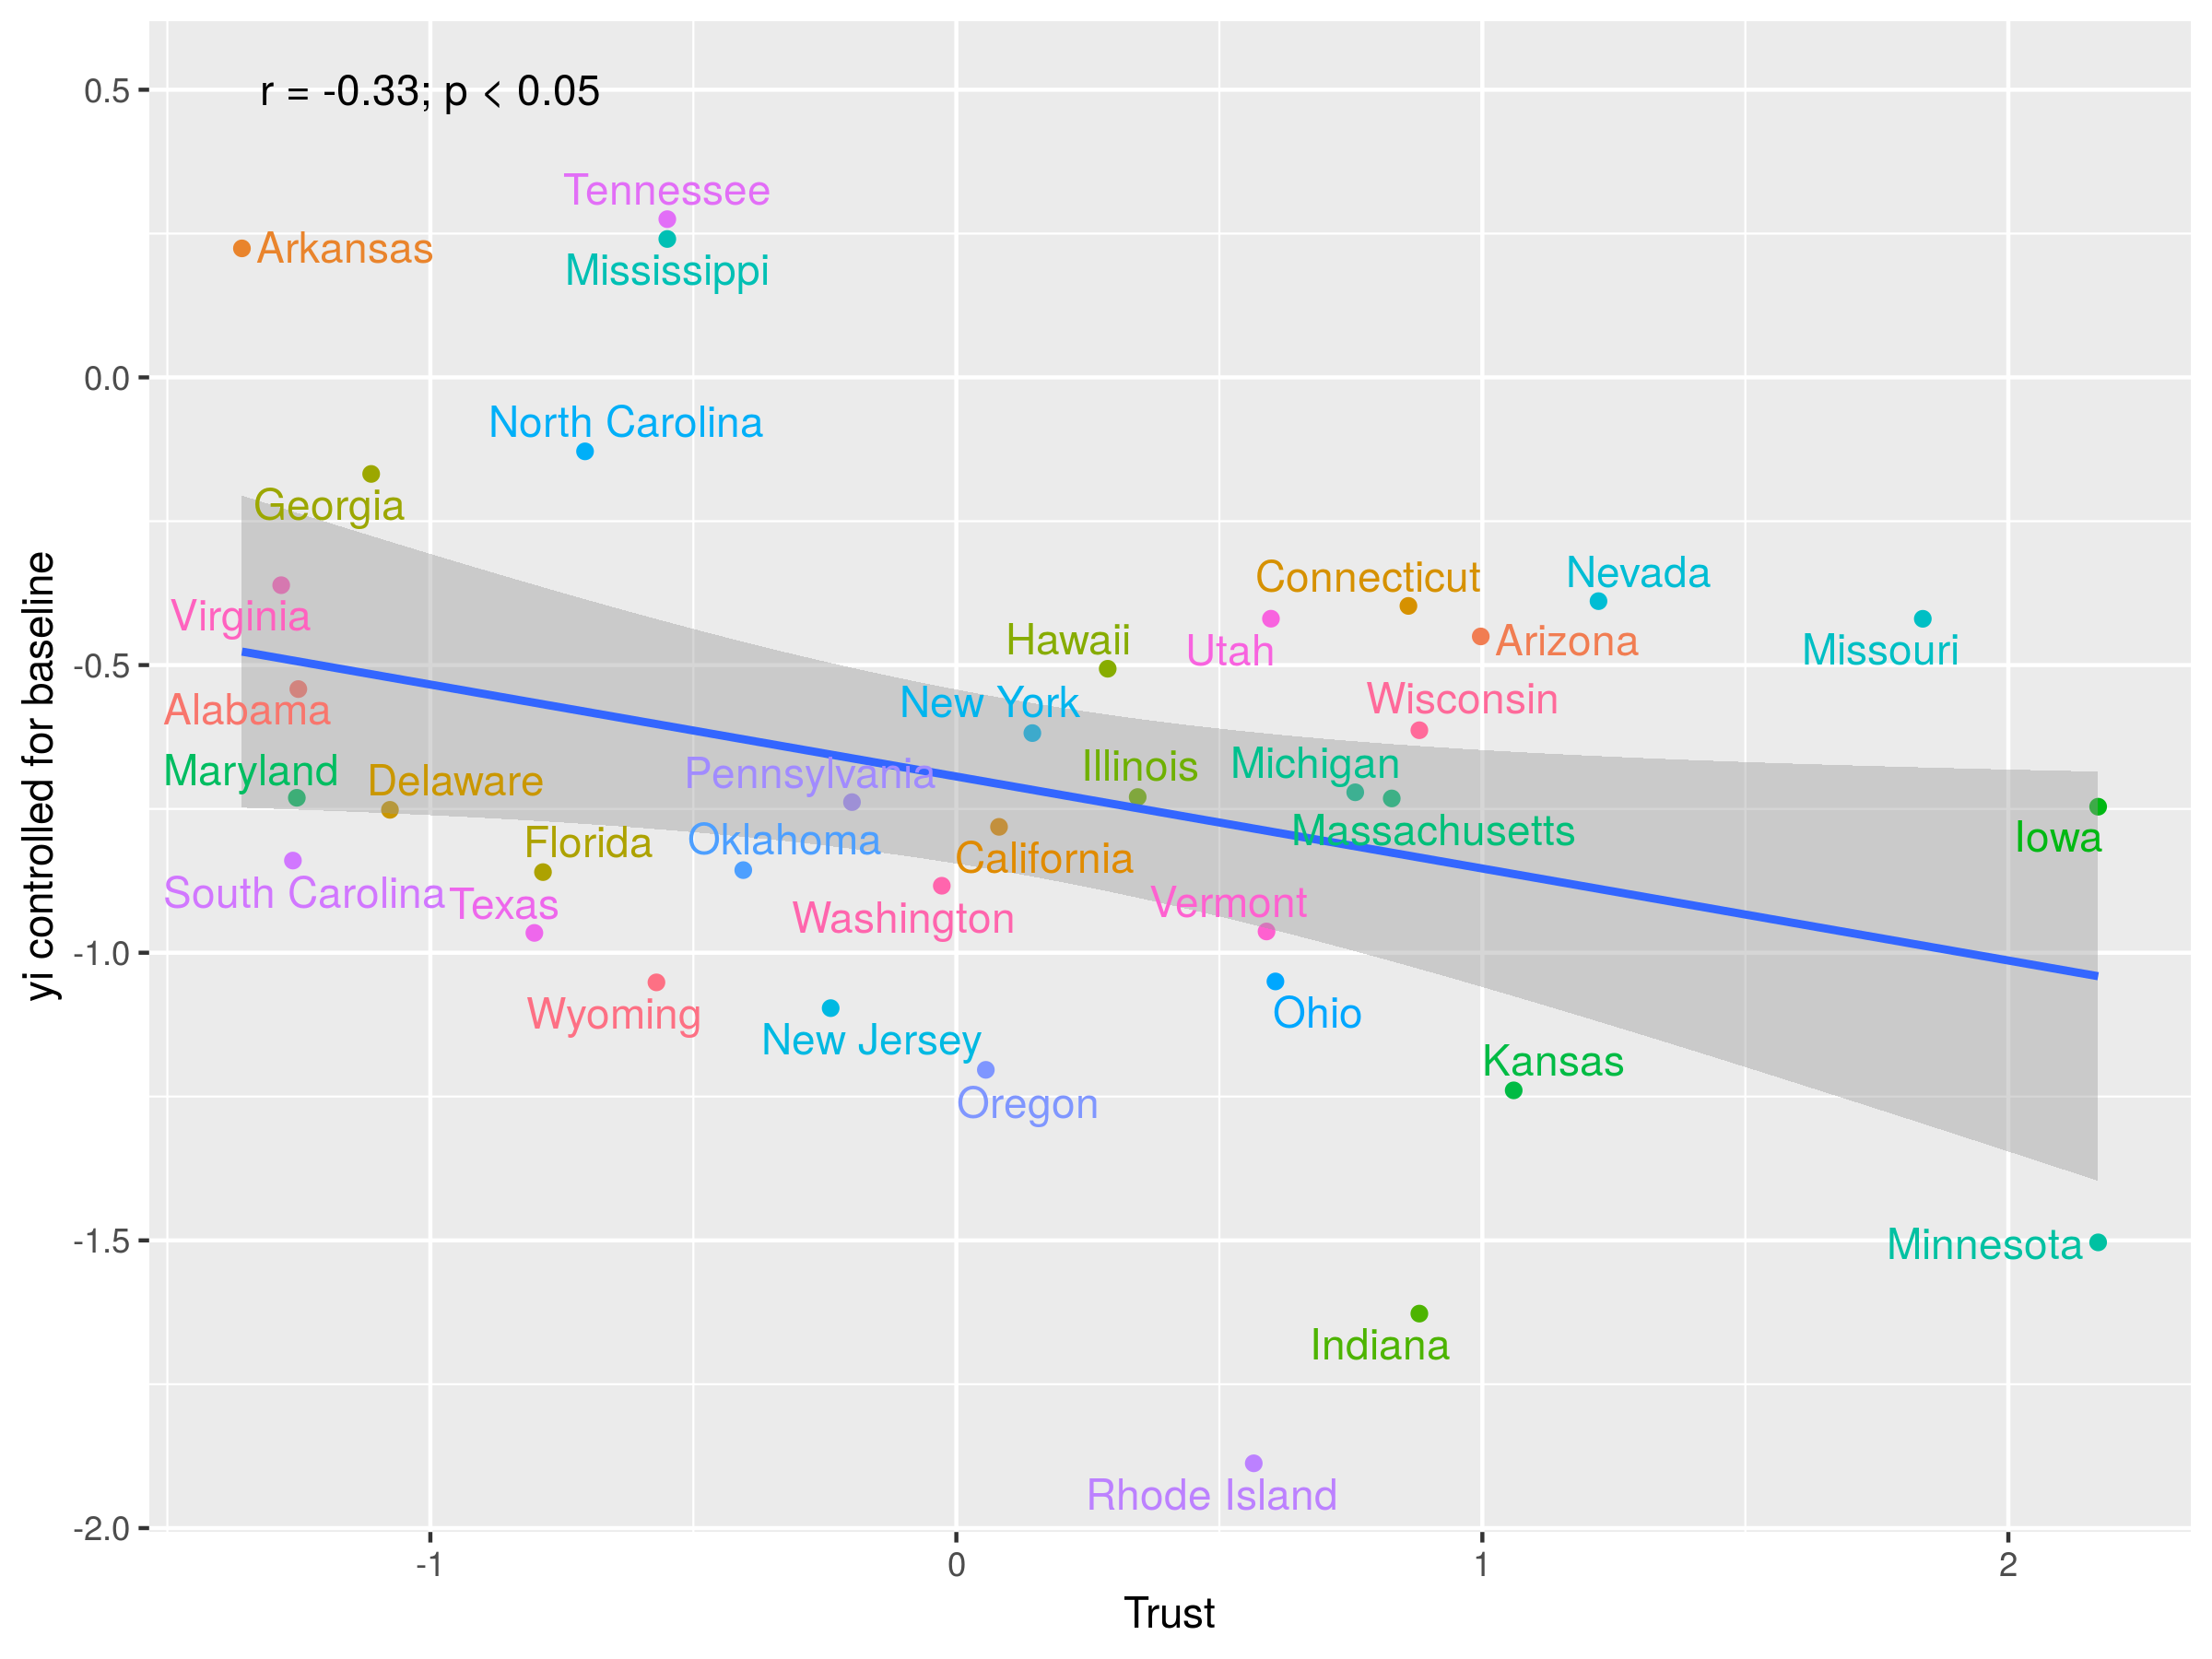 r = -0.33; p < 0.05
0.5
Tennessee
Arkansas
Mississippi
0.0
North Carolina
Georgia
Connecticut
Nevada
Virginia
Hawaii
Utah
Arizona
Missouri
-0.5
Alabama
New York
Wisconsin
Maryland
Delaware
Pennsylvania
Illinois
Michigan
Florida
Oklahoma
California
Massachusetts
Iowa
South Carolina
Texas
Washington
Vermont
-1.0
Wyoming
New Jersey
Ohio
Oregon
Kansas
-1.5
Minnesota
Indiana
Rhode Island
-2.0
yi controlled for baseline
-1
0
1
2
Trust